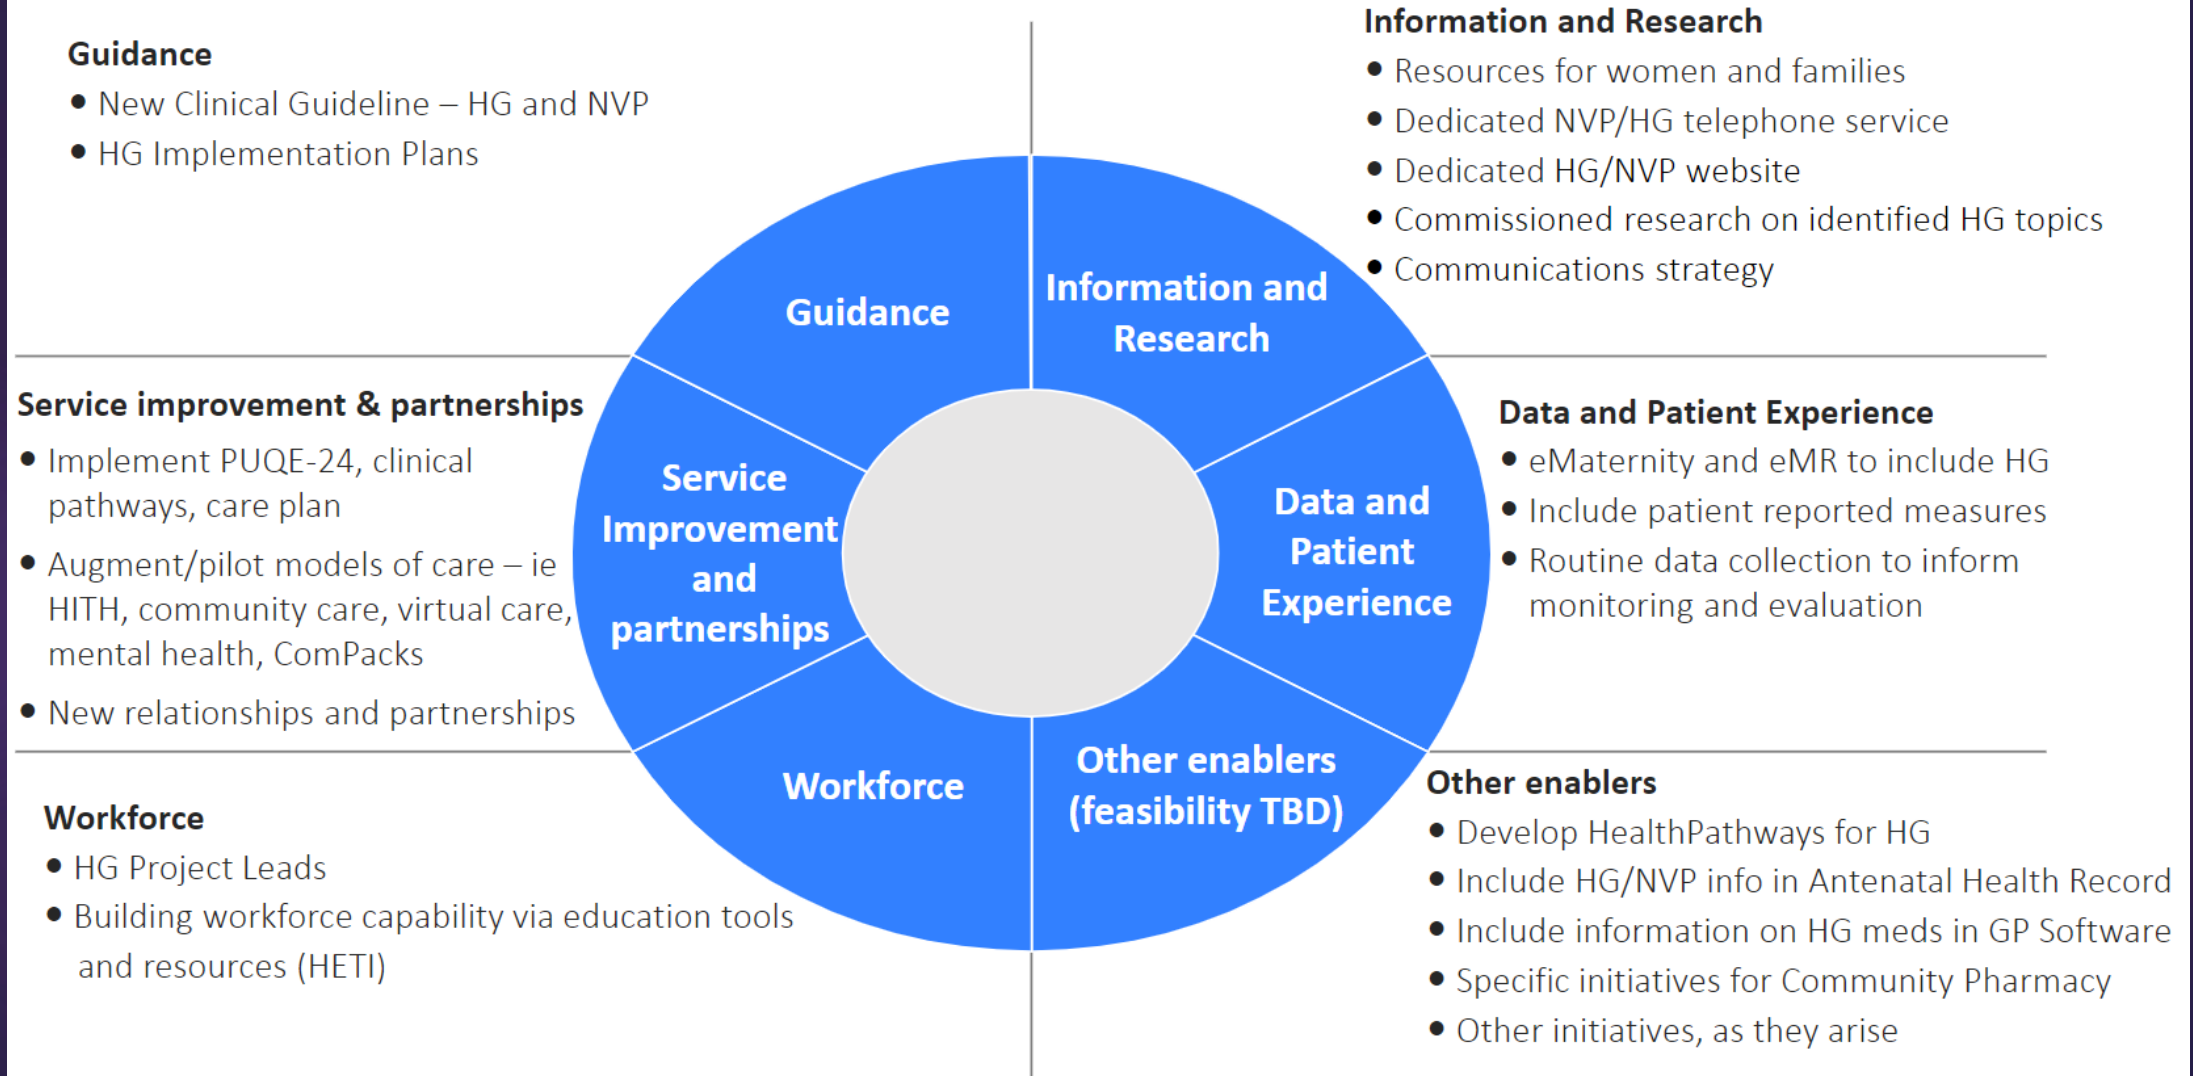 Guidance
• New Clinical Guideline – HG and NVP
• HG Implementation Plans
Information and Research
• Resources for women and families
• Dedicated NVP/HG telephone service
• Dedicated HG/NVP website
• Commissioned research on identified HG topics
• Communications strategy
Service improvement & partnerships
• Implement PUQE-24, clinical
pathways, care plan
• Augment/pilot models of care – ie
HITH, community care, virtual care,
mental health, ComPacks
• New relationships and partnerships
Data and Patient Experience
• eMaternity and eMR to include HG
• Include patient reported measures
• Routine data collection to inform
monitoring and evaluation
Workforce
• HG Project Leads
• Building workforce capability via education tools
and resources (HETI)
Other enablers
• Develop HealthPathways for HG
• Include HG/NVP info in Antenatal Health Record
• Include information on HG meds in GP Software
• Specific initiatives for Community Pharmacy
• Other initiatives, as they arise
Guidance
Information and
Research
Service
Improvement
and
partnerships
Data and
Patient
Experience
Workforce
Other enablers
(feasibility TBD)